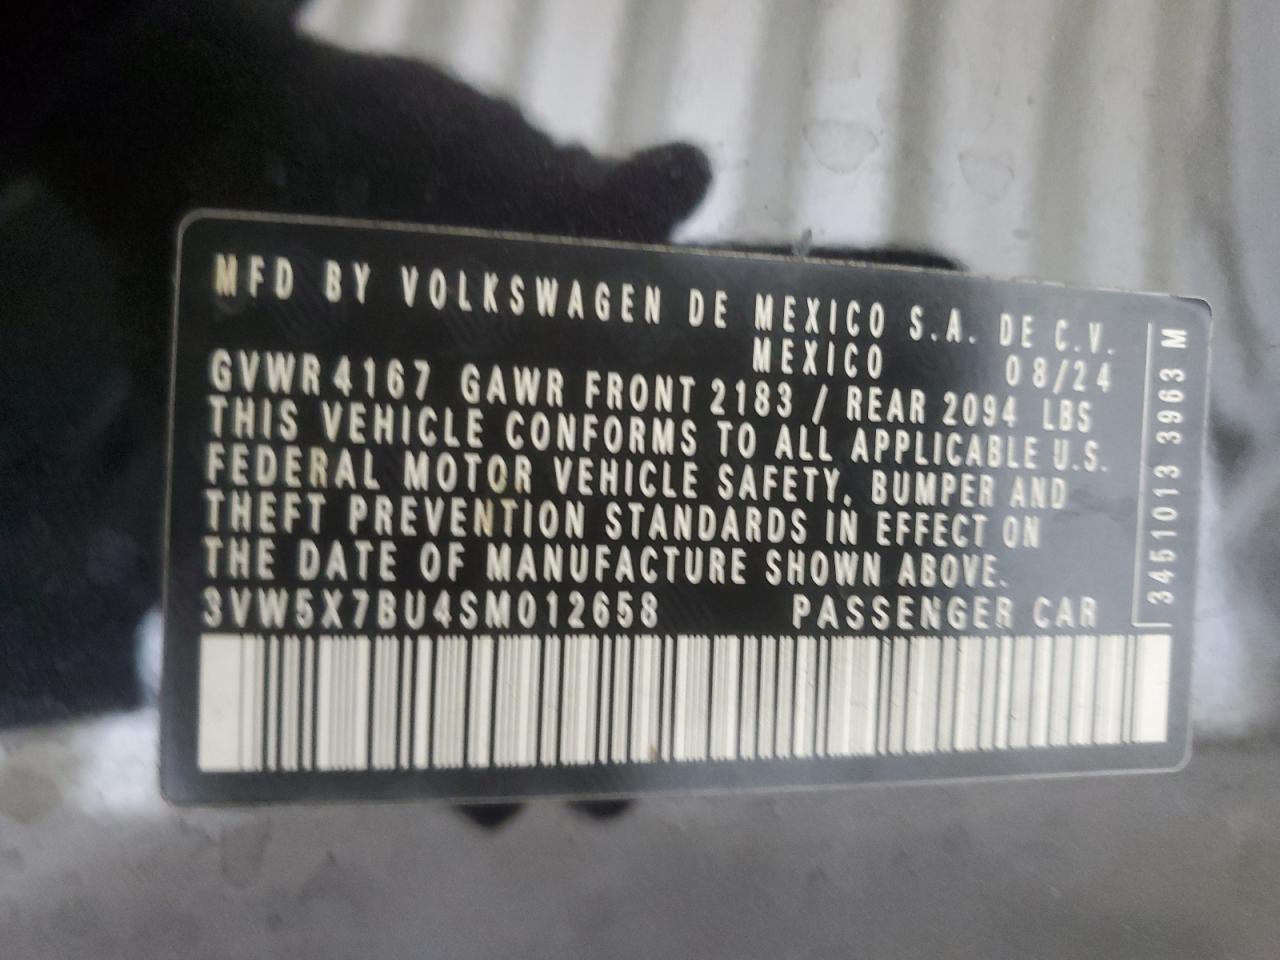 MFD BY VOLKSWAGEN DE MEXICO S.A. DE C.V.
MEXICO 08/24
GVWR 4167 GAWR FRONT 2183 / REAR 2094 LBS
THIS VEHICLE CONFORMS TO ALL APPLICABLE U.S.
FEDERAL MOTOR VEHICLE SAFETY, BUMPER AND
THEFT PREVENTION STANDARDS IN EFFECT ON
THE DATE OF MANUFACTURE SHOWN ABOVE.
3VW5X7BU4SM012658 PASSENGER CAR
3451013 3963 M